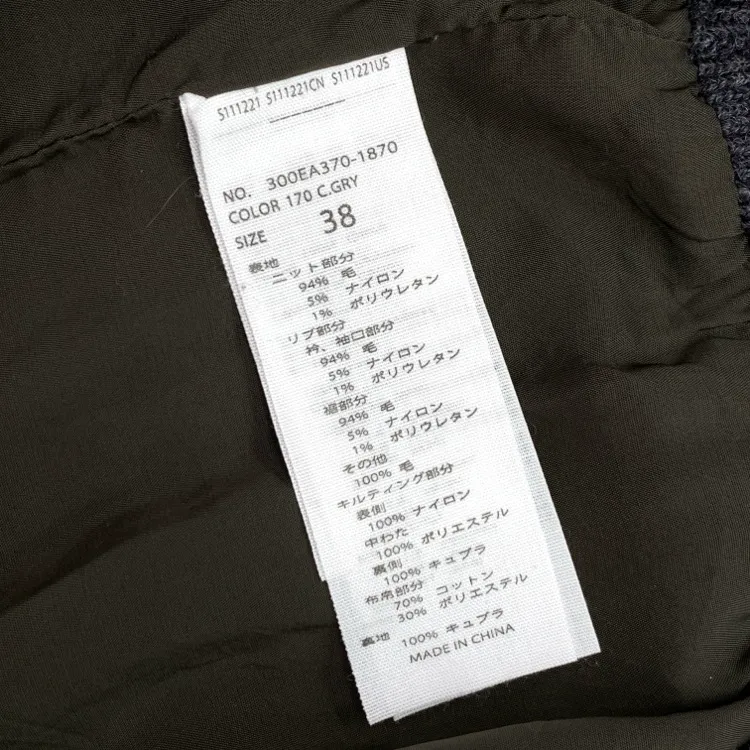 S111221 S111221CN S111221US
NO. 300EA370-1870
COLOR 170 C.GRY
SIZE 38
表地
ニット部分
94% 毛
5% ナイロン
1% ポリウレタン
リブ部分
衿、袖口部分
94% 毛
5% ナイロン
1% ポリウレタン
裾部分
94% 毛
5% ナイロン
1% ポリウレタン
その他
100% 毛
キルティング部分
表側
100% ナイロン
中わた
100% ポリエステル
裏側
100% キュプラ
布帛部分
70% コットン
30% ポリエステル
裏地 100% キュプラ
MADE IN CHINA